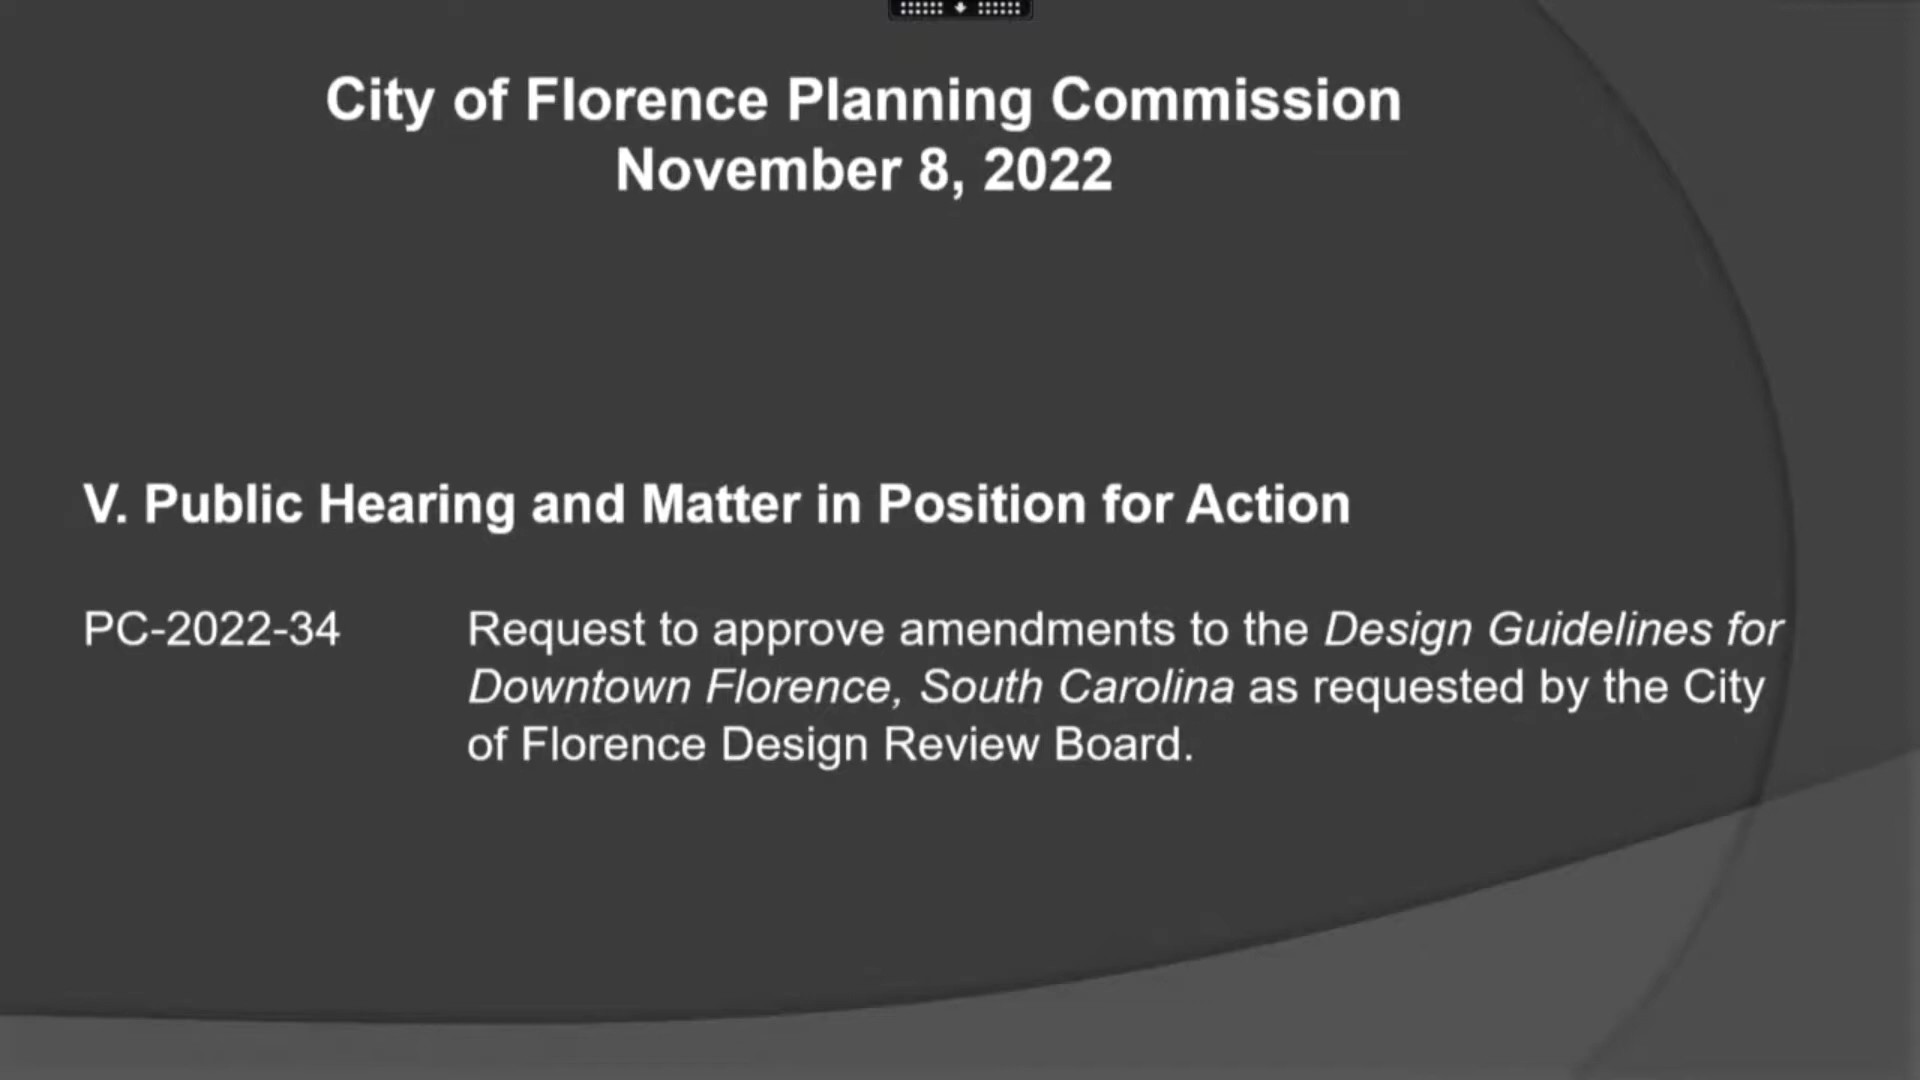 City of Florence Planning Commission
November 8, 2022
V. Public Hearing and Matter in Position for Action
PC-2022-34
Request to approve amendments to the Design Guidelines for
Downtown Florence, South Carolina as requested by the City
of Florence Design Review Board.